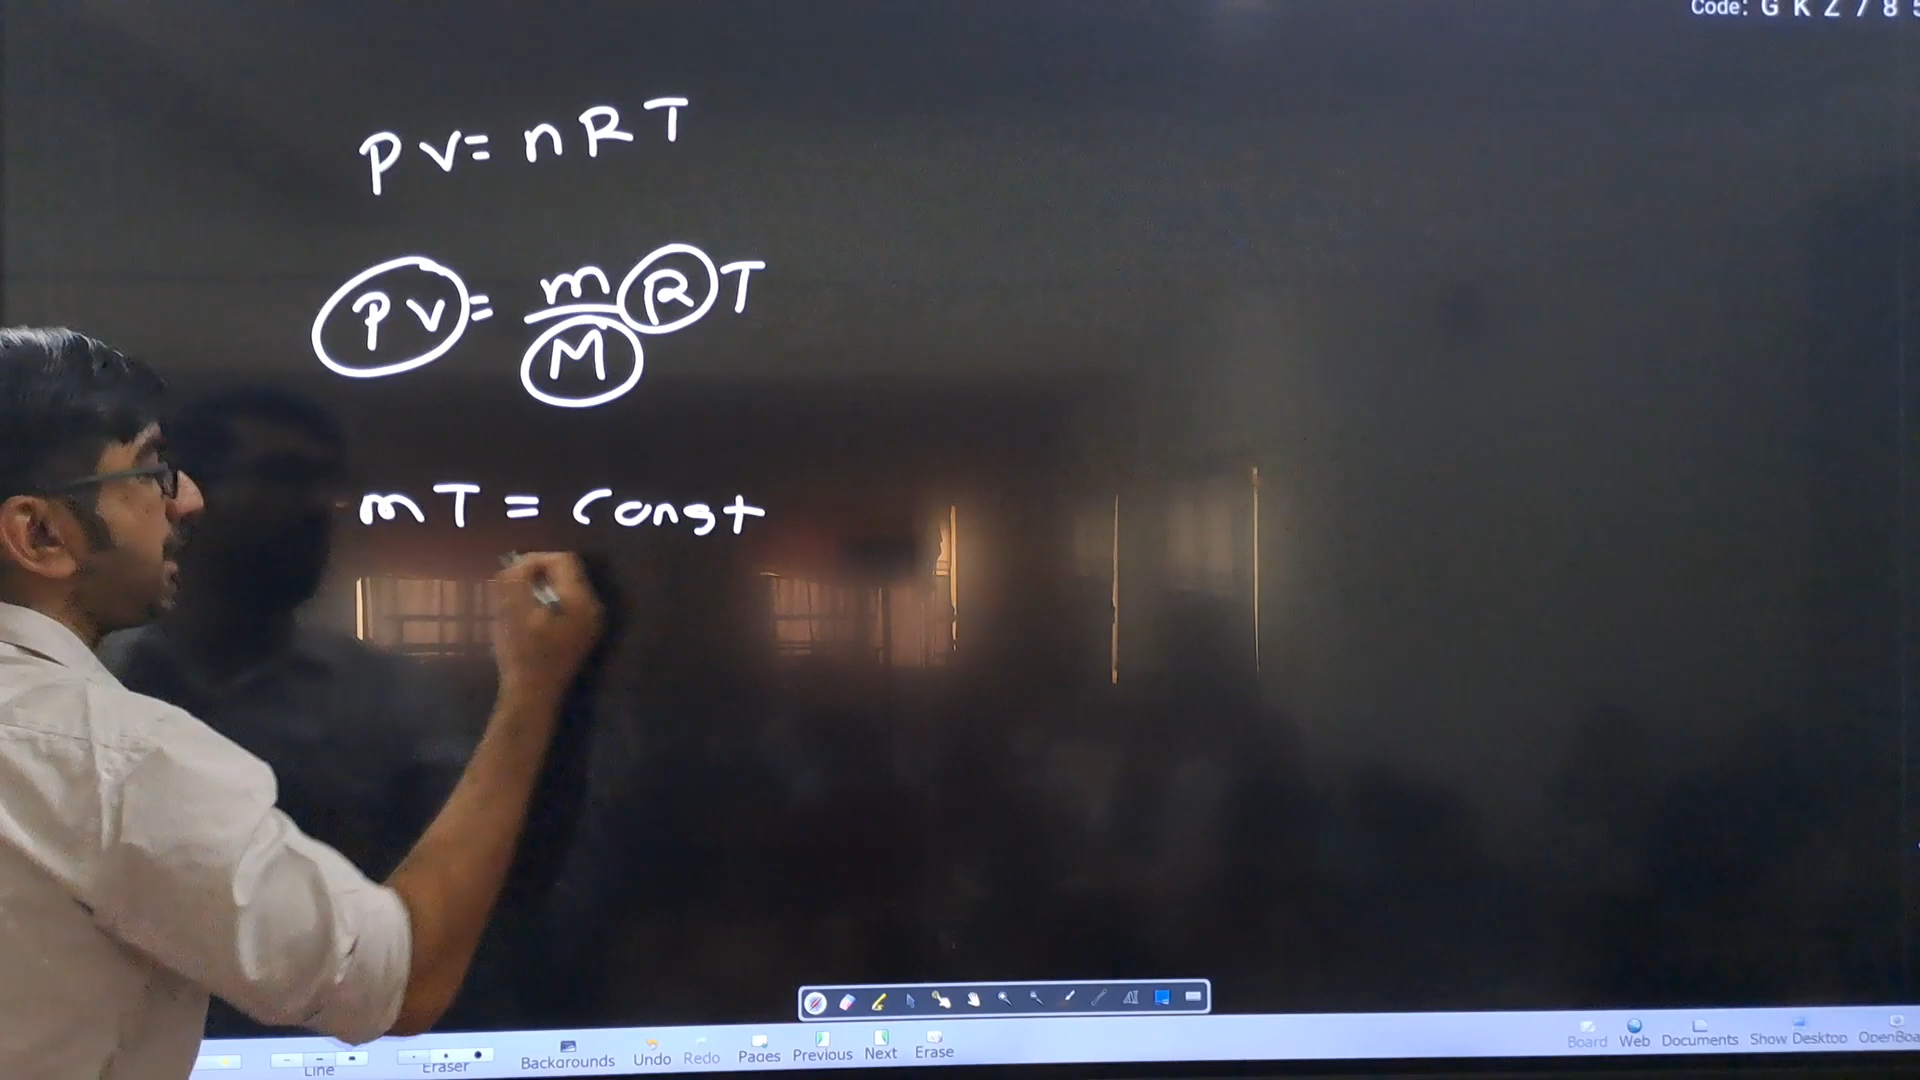 Code: G K Z 7 8 5
PV = nRT
PV = m/M RT
mT = const
Line
Eraser
Backgrounds
Undo
Redo
Pages
Previous
Next
Erase
Board
Web
Documents
Show Desktop
OpenBoa